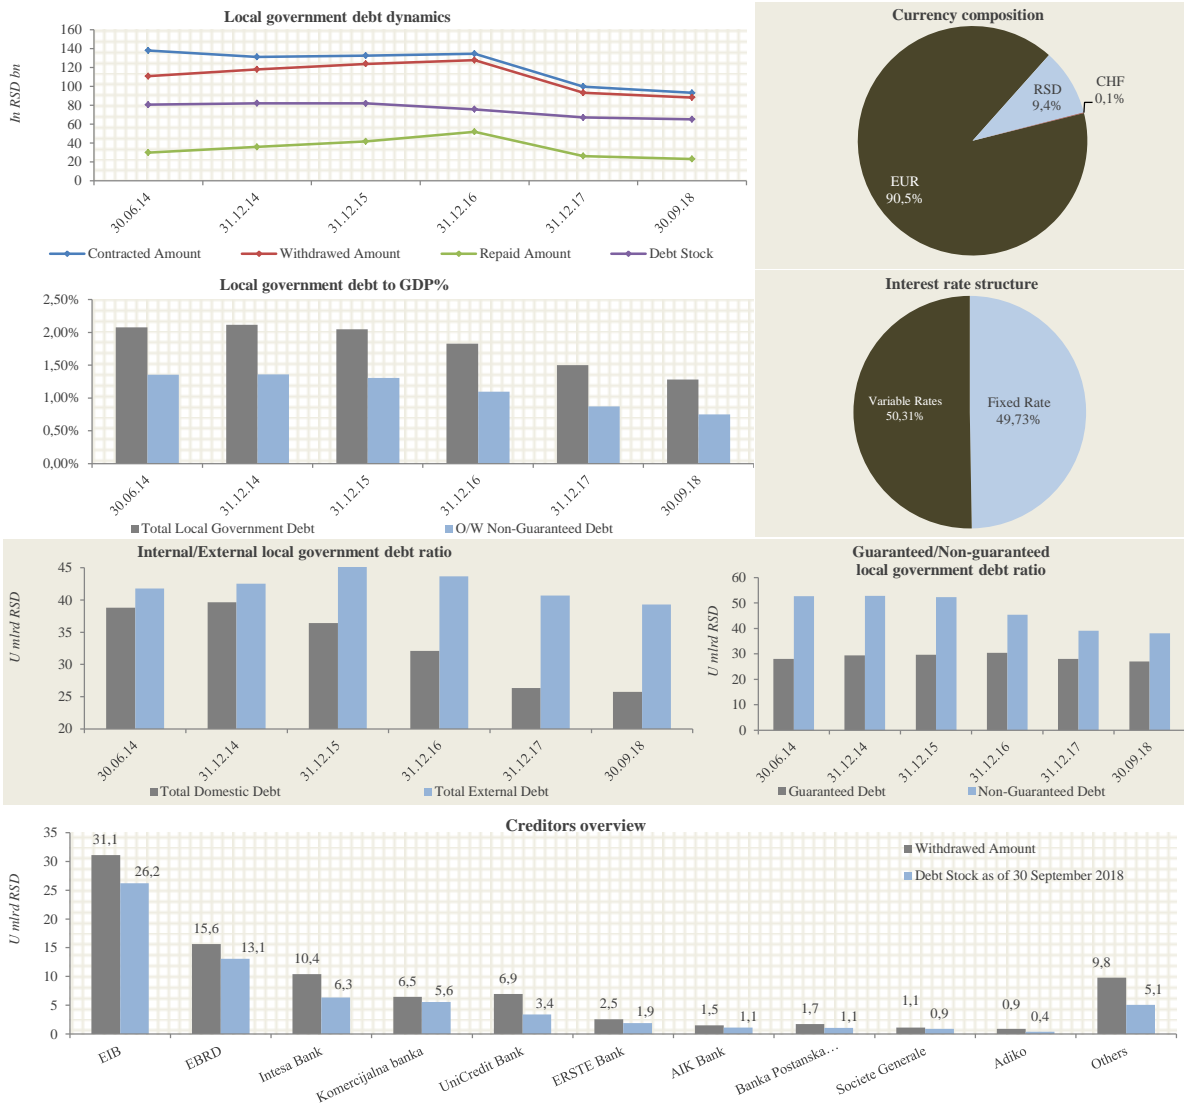 Local government debt dynamics
In RSD bn
160
140
120
100
80
60
40
20
0
30.06.14
31.12.14
31.12.15
31.12.16
31.12.17
30.09.18
Contracted Amount
Withdrawed Amount
Repaid Amount
Debt Stock
Currency composition
RSD
9,4%
CHF
0,1%
EUR
90,5%
Local government debt to GDP%
2,50%
2,00%
1,50%
1,00%
0,50%
0,00%
30.06.14
31.12.14
31.12.15
31.12.16
31.12.17
30.09.18
Total Local Government Debt
O/W Non-Guaranteed Debt
Interest rate structure
Variable Rates
50,31%
Fixed Rate
49,73%
Internal/External local government debt ratio
U mlrd RSD
45
40
35
30
25
20
30.06.14
31.12.14
31.12.15
31.12.16
31.12.17
30.09.18
Total Domestic Debt
Total External Debt
Guaranteed/Non-guaranteed
local government debt ratio
U mlrd RSD
60
50
40
30
20
10
0
30.06.14
31.12.14
31.12.15
31.12.16
31.12.17
30.09.18
Guaranteed Debt
Non-Guaranteed Debt
Creditors overview
U mlrd RSD
35
30
25
20
15
10
5
0
Withdrawed Amount
Debt Stock as of 30 September 2018
31,1
26,2
15,6
13,1
10,4
6,3
6,5
5,6
6,9
3,4
2,5
1,9
1,5
1,1
1,7
1,1
1,1
0,9
0,9
0,4
9,8
5,1
EIB
EBRD
Intesa Bank
Komercijalna banka
UniCredit Bank
ERSTE Bank
AIK Bank
Banka Postanska…
Societe Generale
Adiko
Others